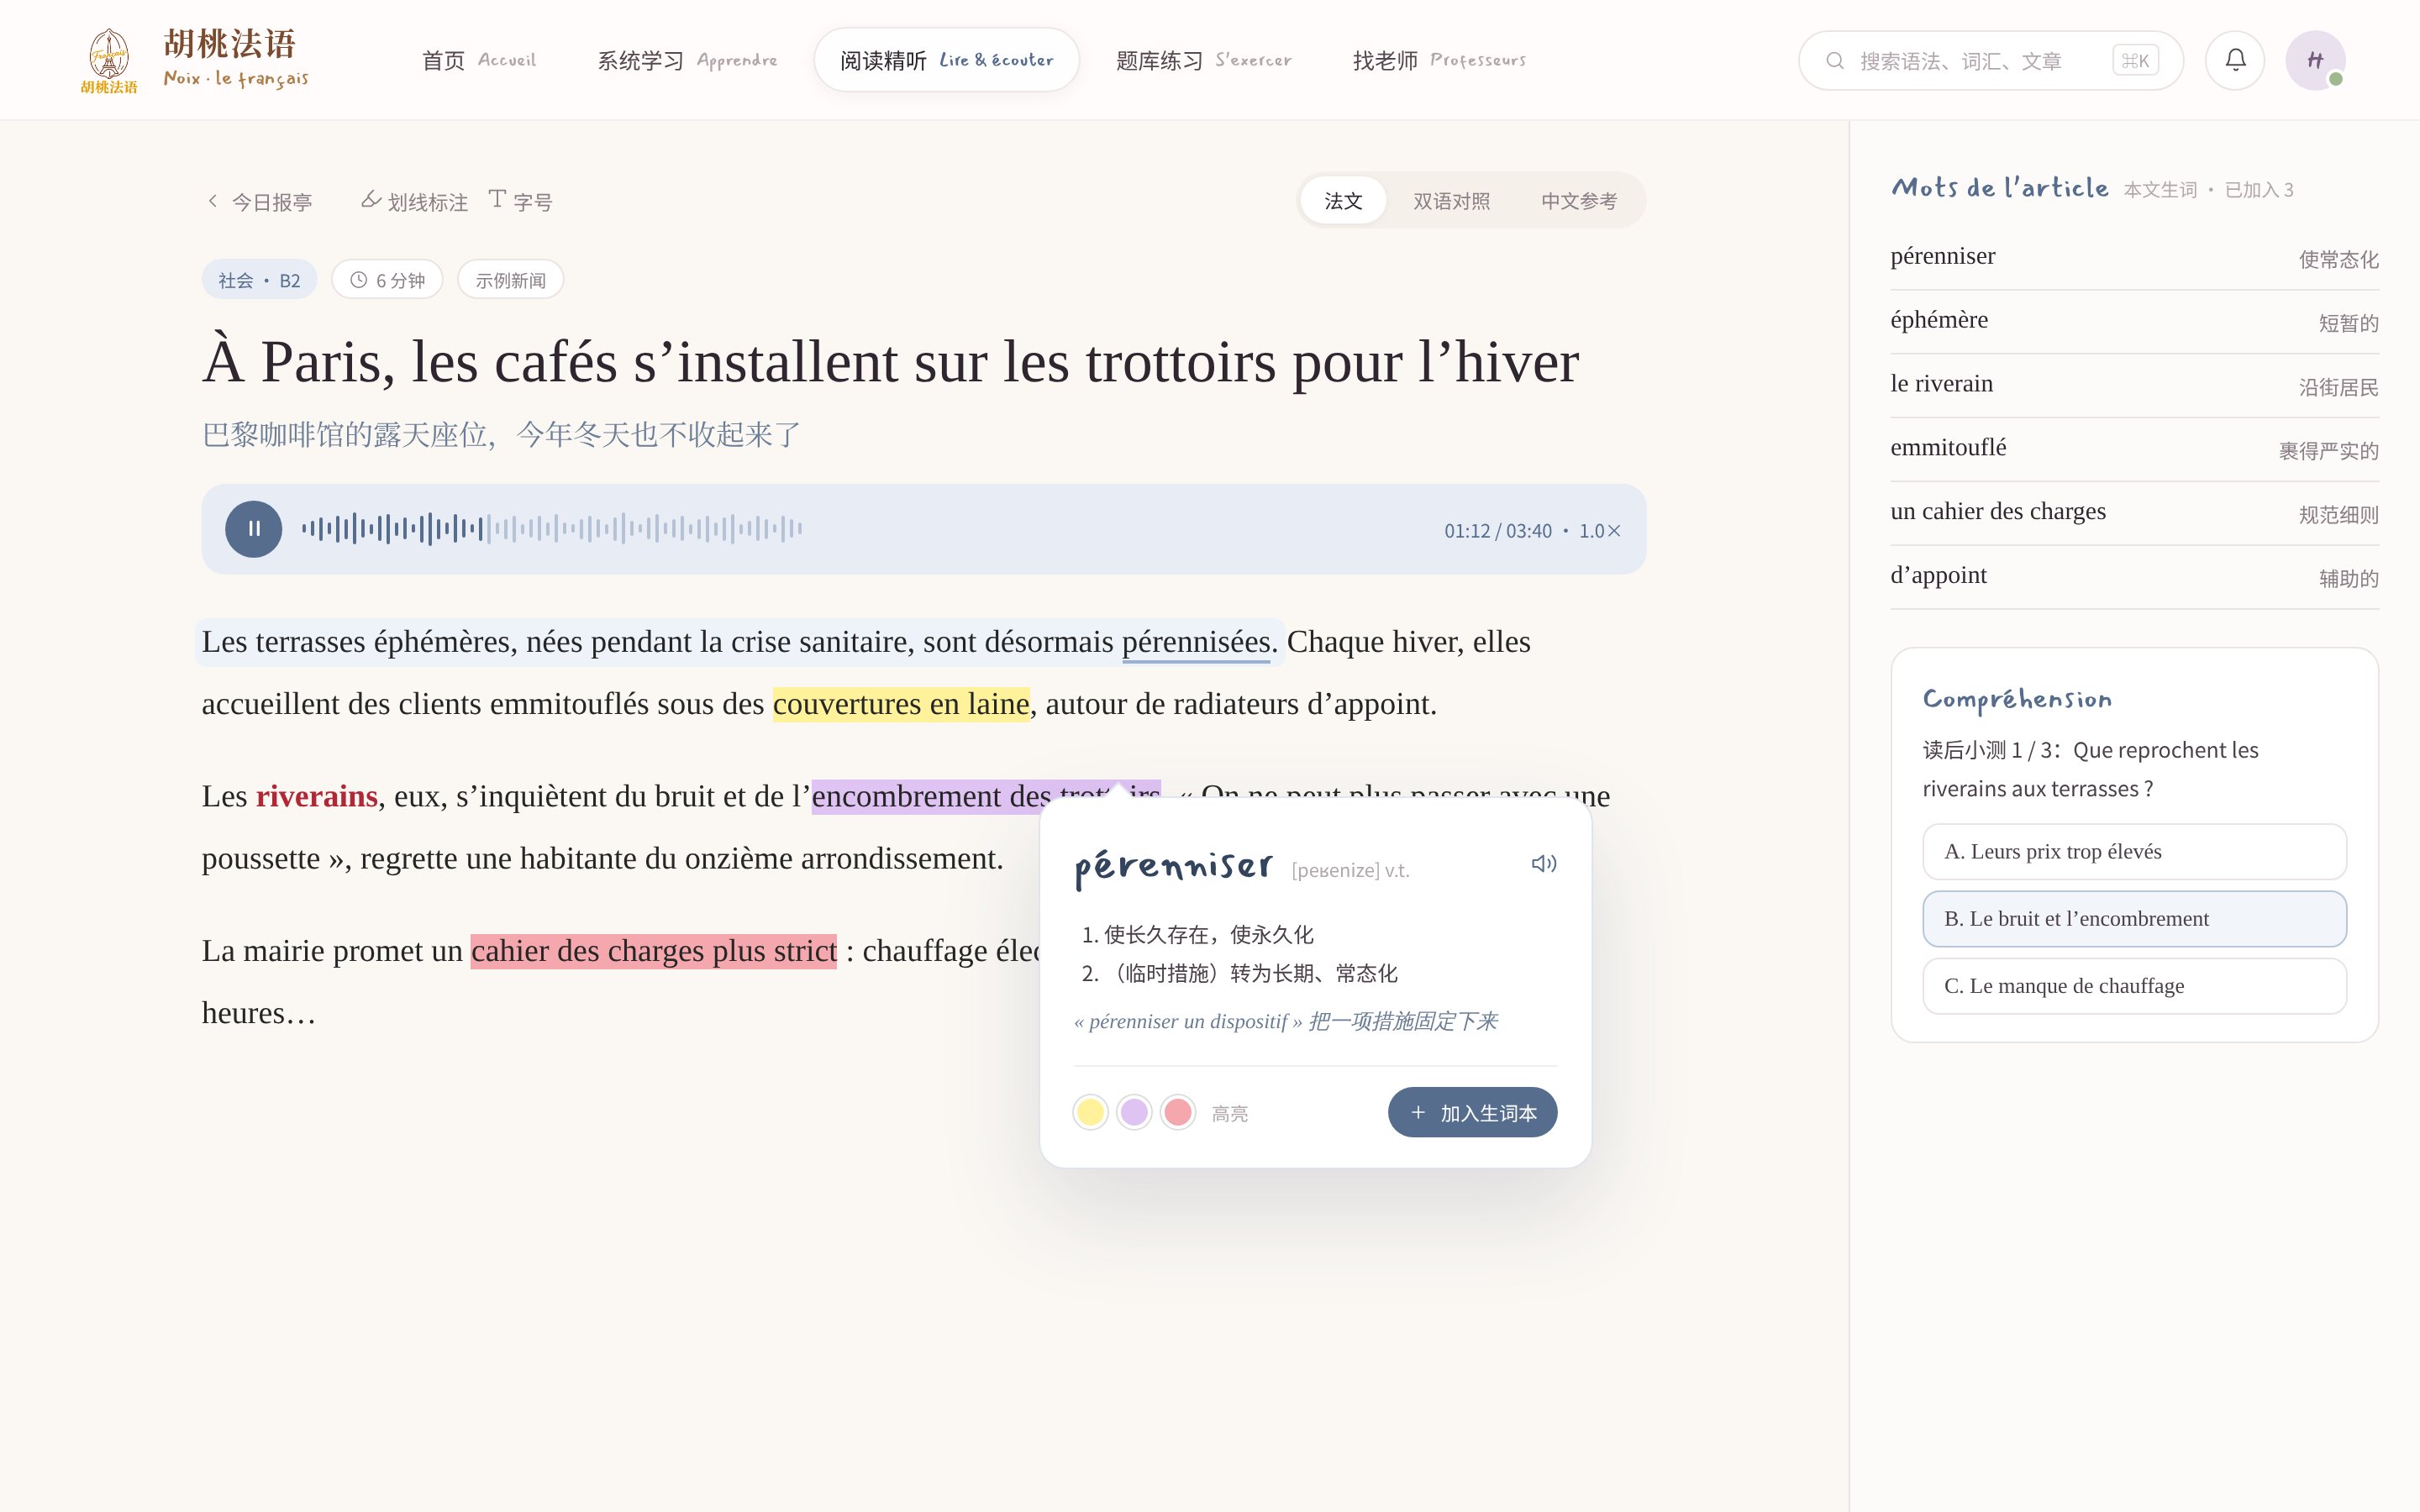 Français
胡桃法语
胡桃法语
Noix · le français
首页 Accueil
系统学习 Apprendre
阅读精听 Lire & écouter
题库练习 S'exercer
找老师 Professeurs
搜索语法、词汇、文章 ⌘K
H
今日报亭
划线标注
字号
法文 双语对照 中文参考
社会 · B2
6 分钟
示例新闻
À Paris, les cafés s’installent sur les trottoirs pour l’hiver
巴黎咖啡馆的露天座位，今年冬天也不收起来了
01:12 / 03:40 · 1.0×
Les terrasses éphémères, nées pendant la crise sanitaire, sont désormais pérennisées. Chaque hiver, elles
accueillent des clients emmitouflés sous des couvertures en laine, autour de radiateurs d’appoint.
Les riverains, eux, s’inquiètent du bruit et de l’encombrement des trottoirs. « On ne peut plus passer avec une
poussette », regrette une habitante du onzième arrondissement.
La mairie promet un cahier des charges plus strict : chauffage
heures…
pérenniser [peʁenize] v.t.
1. 使长久存在，使永久化
2. （临时措施）转为长期、常态化
« pérenniser un dispositif » 把一项措施固定下来
高亮
+ 加入生词本
Mots de l'article 本文生词 · 已加入 3
pérenniser 使常态化
éphémère 短暂的
le riverain 沿街居民
emmitouflé 裹得严实的
un cahier des charges 规范细则
d’appoint 辅助的
Compréhension
读后小测 1 / 3：Que reprochent les
riverains aux terrasses ?
A. Leurs prix trop élevés
B. Le bruit et l’encombrement
C. Le manque de chauffage